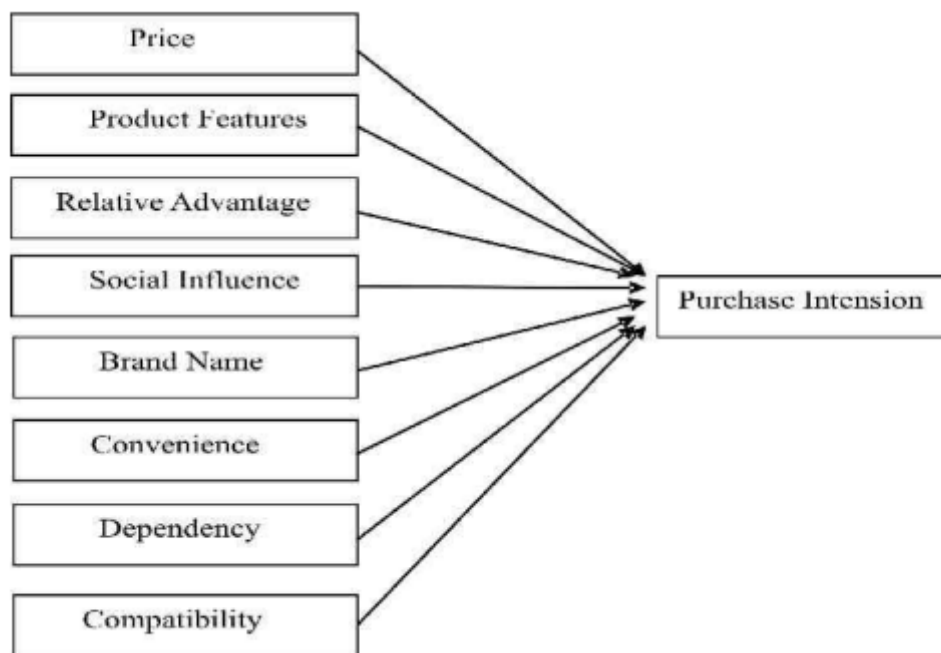 Price
Product Features
Relative Advantage
Social Influence
Brand Name
Convenience
Dependency
Compatibility
Purchase Intension